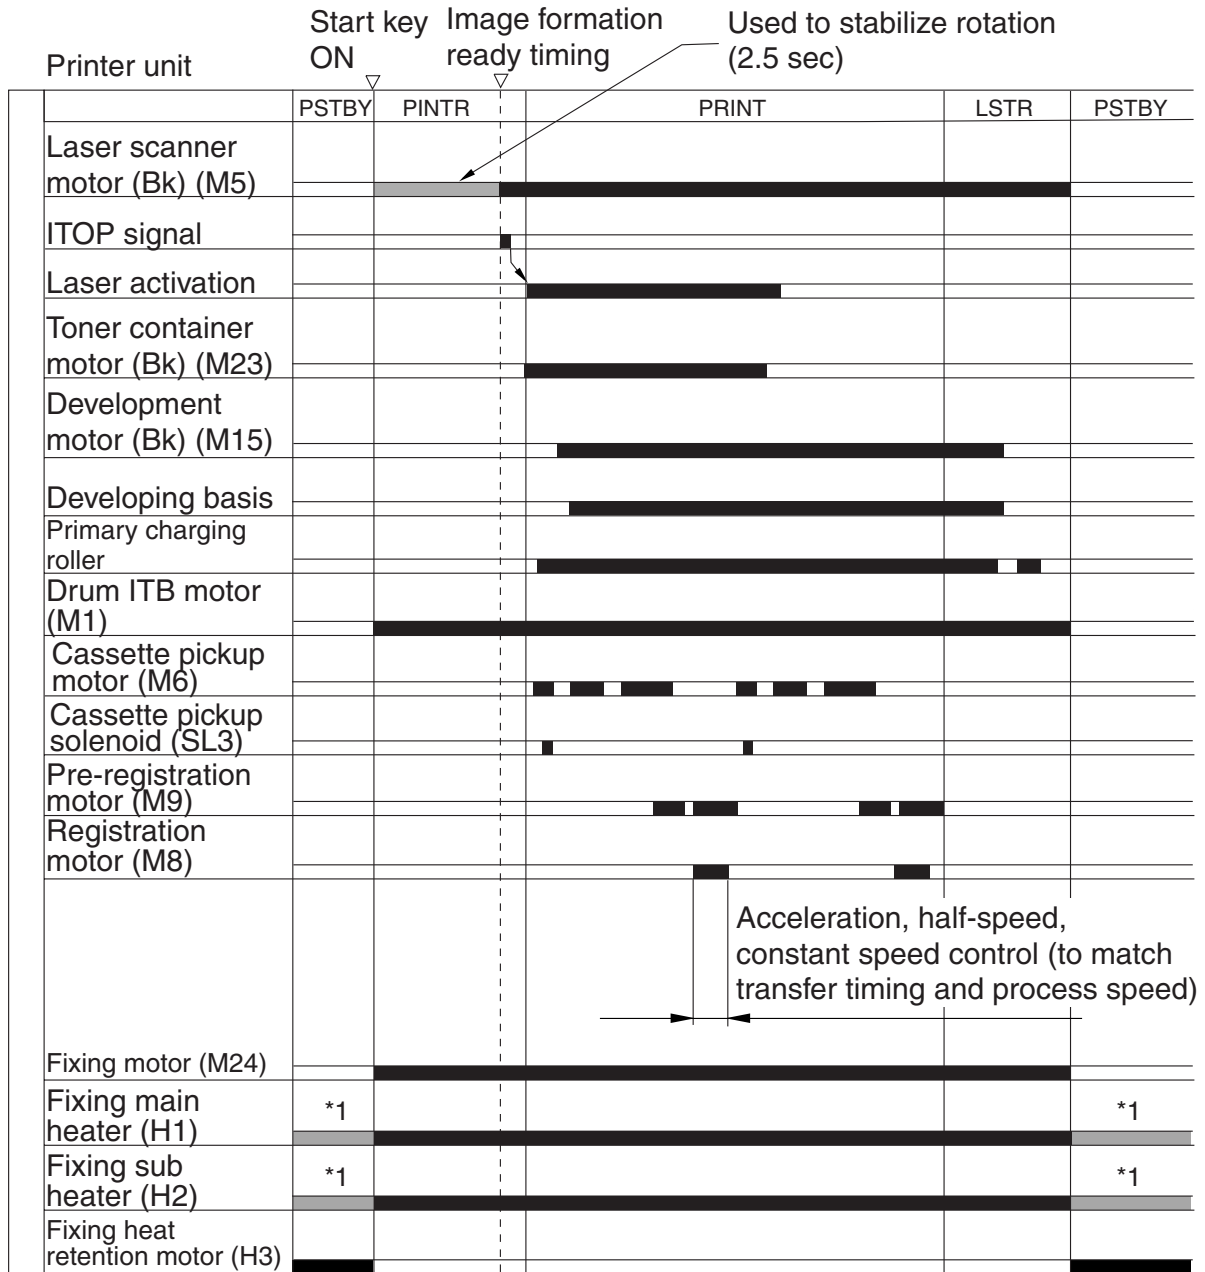 Start key
ON
Image formation
ready timing
Used to stabilize rotation
(2.5 sec)
Printer unit
PSTBY PINTR PRINT LSTR PSTBY
Laser scanner
motor (Bk) (M5)
ITOP signal
Laser activation
Toner container
motor (Bk) (M23)
Development
motor (Bk) (M15)
Developing basis
Primary charging
roller
Drum ITB motor
(M1)
Cassette pickup
motor (M6)
Cassette pickup
solenoid (SL3)
Pre-registration
motor (M9)
Registration
motor (M8)
Acceleration, half-speed,
constant speed control (to match
transfer timing and process speed)
Fixing motor (M24)
Fixing main
heater (H1)
*1 *1
Fixing sub
heater (H2)
*1 *1
Fixing heat
retention motor (H3)